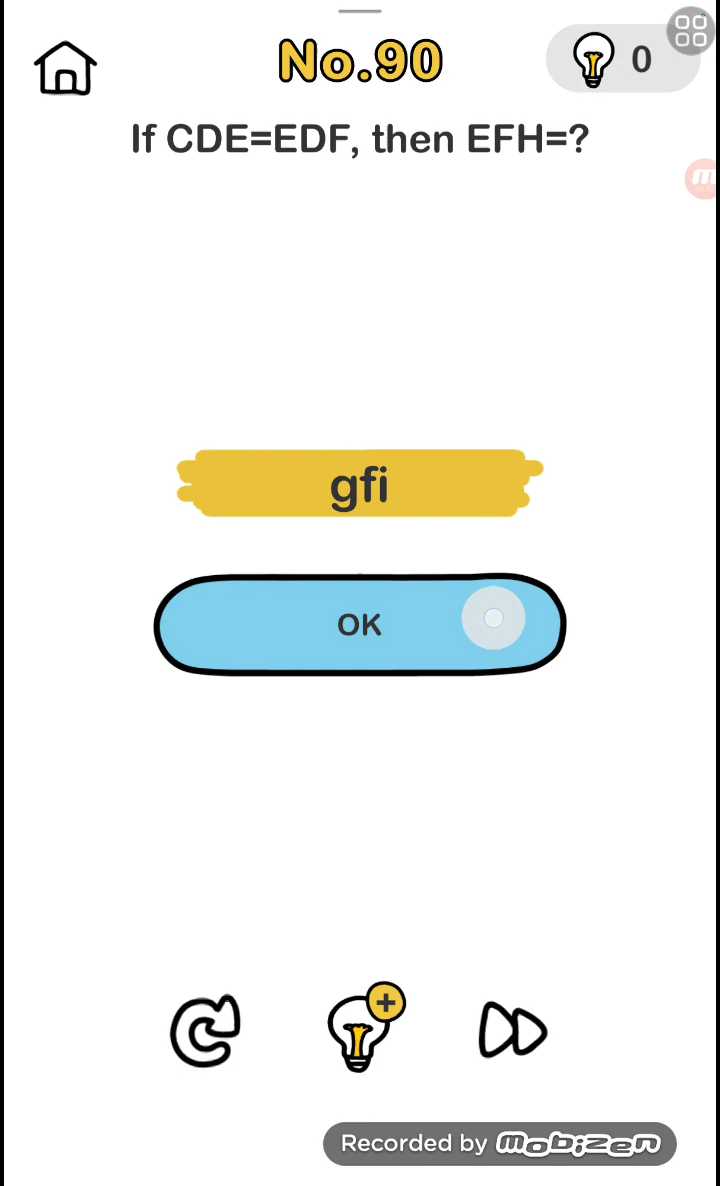 No.90
0
If CDE=EDF, then EFH=?
gfi
OK
Recorded by mobizen